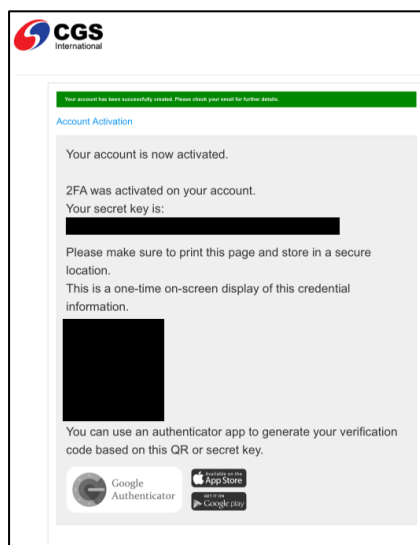 CGS
International
Your account has been successfully created. Please check your email for further details.
Account Activation
Your account is now activated.
2FA was activated on your account.
Your secret key is:
Please make sure to print this page and store in a secure
location.
This is a one-time on-screen display of this credential
information.
You can use an authenticator app to generate your verification
code based on this QR or secret key.
Google
Authenticator
Available on the
App Store
GET IT ON
Google play